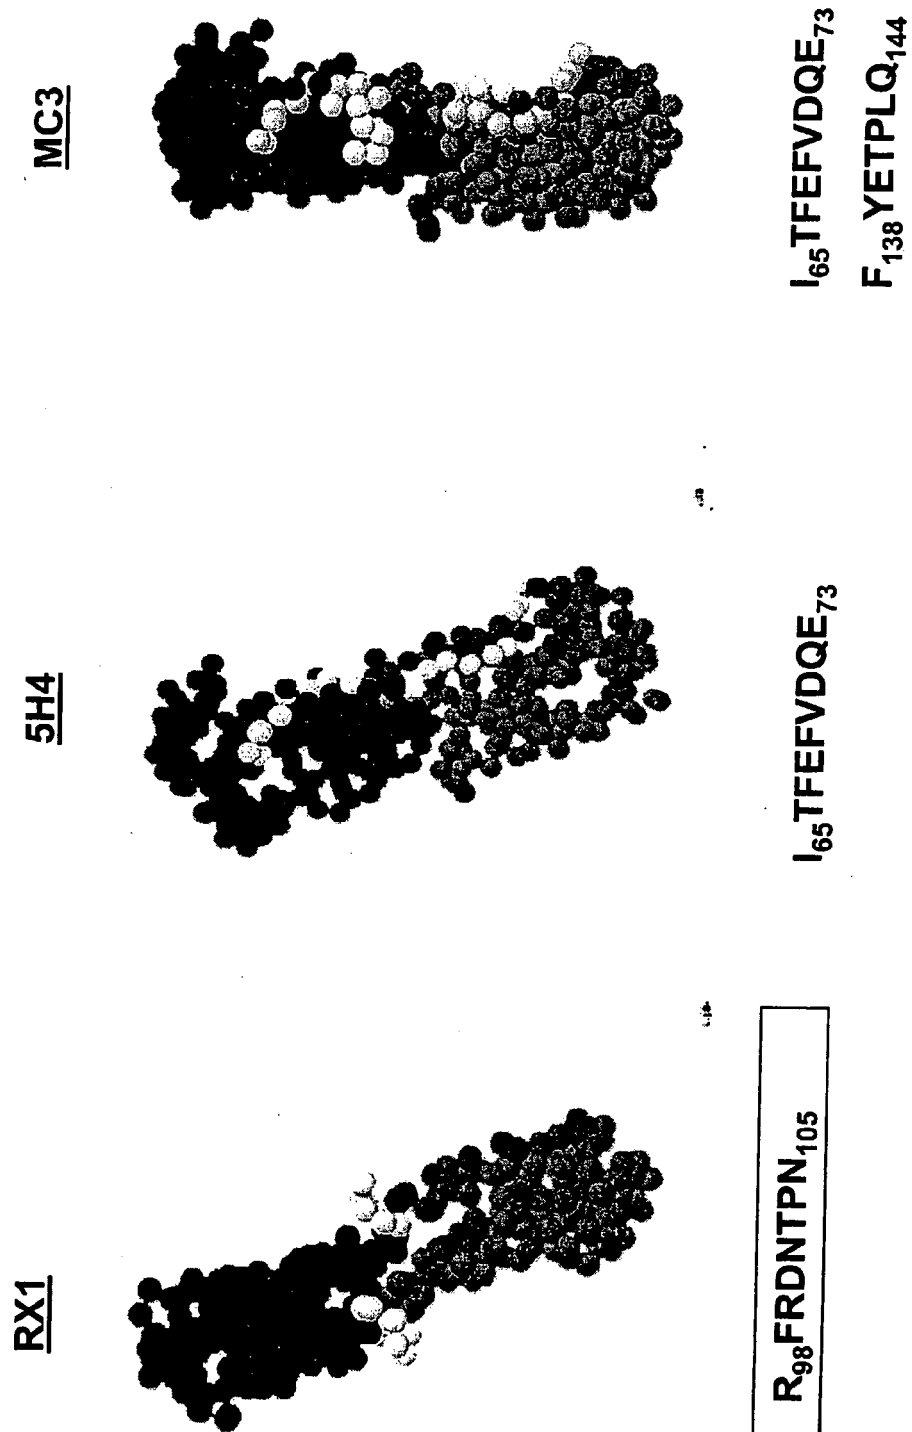 RX1
5H4
MC3
R98FRDNTPN105
I65TFEFVDQE73
I65TFEFVDQE73
F138YETPLQ144